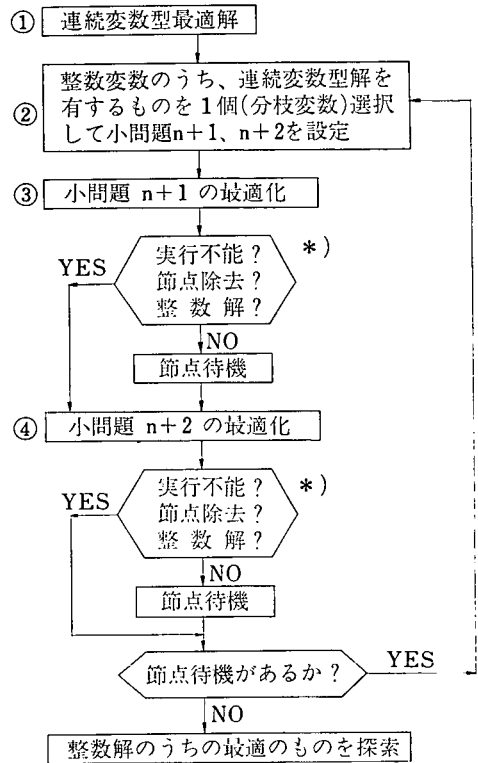 ① 連続変数型最適解
② 整数変数のうち、連続変数型解を
有するものを1個(分枝変数)選択
して小問題n+1、n+2を設定
③ 小問題 n+1 の最適化
実行不能? *)
YES 節点除去?
整 数 解?
NO
節点待機
④ 小問題 n+2 の最適化
実行不能? *)
YES 節点除去?
整 数 解?
NO
節点待機
節点待機があるか? YES
NO
整数解のうちの最適のものを探索